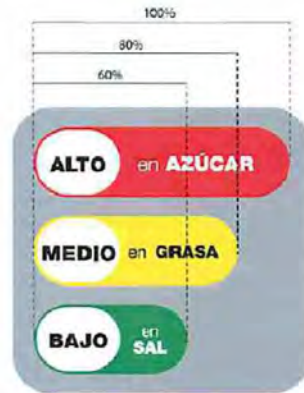 100%
80%
60%
ALTO en AZÚCAR
MEDIO en GRASA
BAJO en SAL